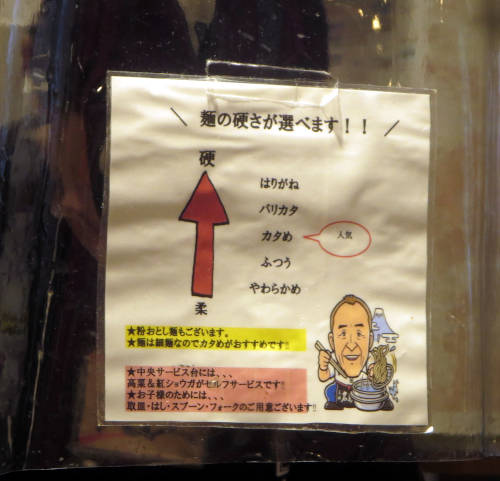 ＼ 麺の硬さが選べます！！ ／
硬
はりがね
バリカタ
カタめ
人気
ふつう
やわらかめ
柔
★粉おとし麺もございます。
★麺は細麺なのでカタめがおすすめです!!
★中央サービス台には、、、
高菜＆紅ショウガがセルフサービスです!!
★お子様のためには、、、
取皿・はし・スプーン・フォークのご用意ございます!!